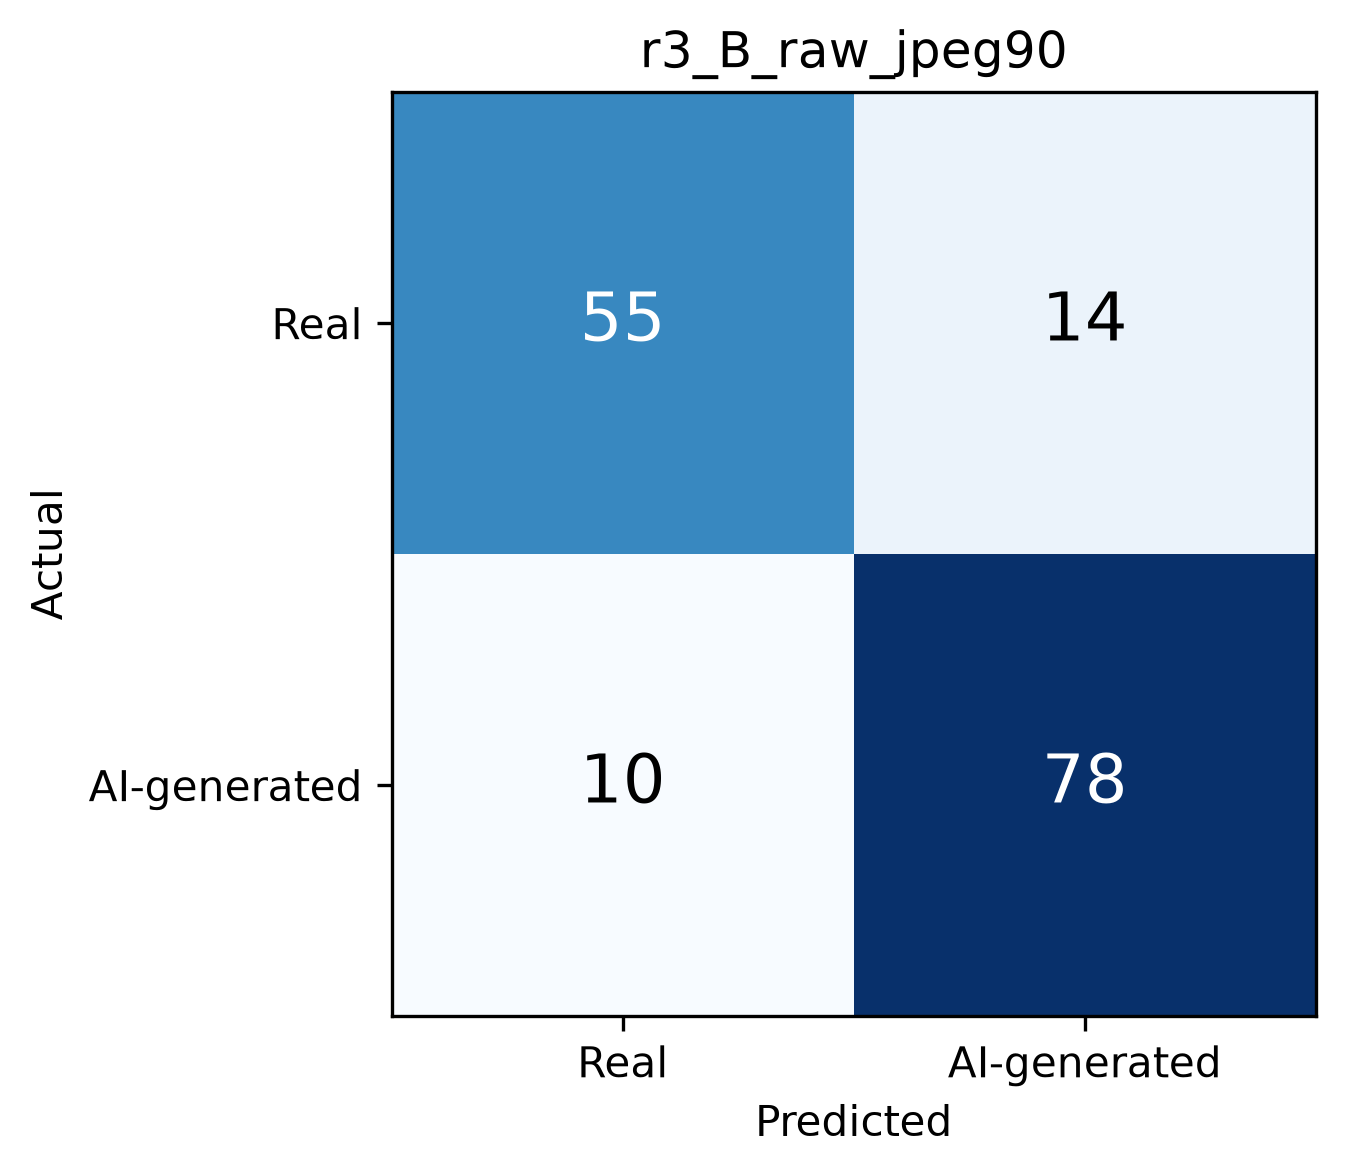 r3_B_raw_jpeg90
Real
55
14
Actual
AI-generated
10
78
Real
AI-generated
Predicted